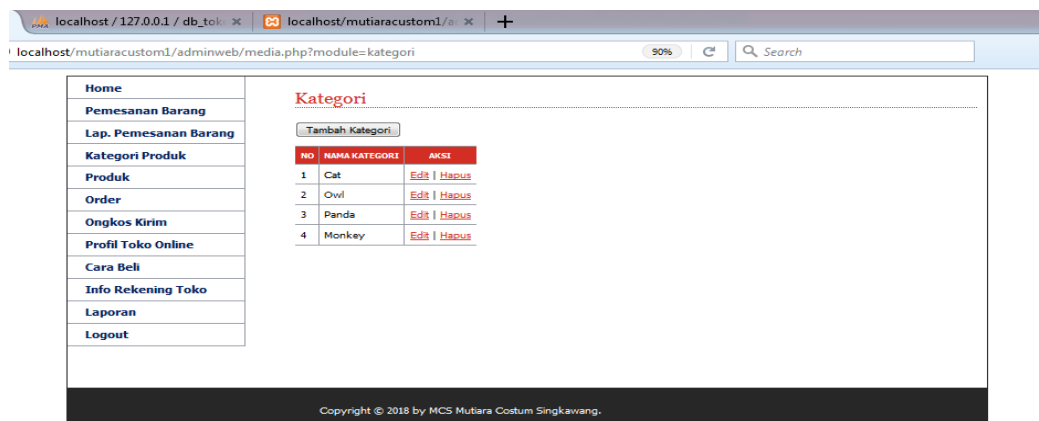 localhost / 127.0.0.1 / db_tok
localhost/mutiaracustom1/a
localhost/mutiaracustom1/adminweb/media.php?module=kategori
90%
Search
Home
Pemesanan Barang
Lap. Pemesanan Barang
Kategori Produk
Produk
Order
Ongkos Kirim
Profil Toko Online
Cara Beli
Info Rekening Toko
Laporan
Logout
Kategori
Tambah Kategori
NO NAMA KATEGORI AKSI
1 Cat Edit | Hapus
2 Owl Edit | Hapus
3 Panda Edit | Hapus
4 Monkey Edit | Hapus
Copyright © 2018 by MCS Mutiara Costum Singkawang.